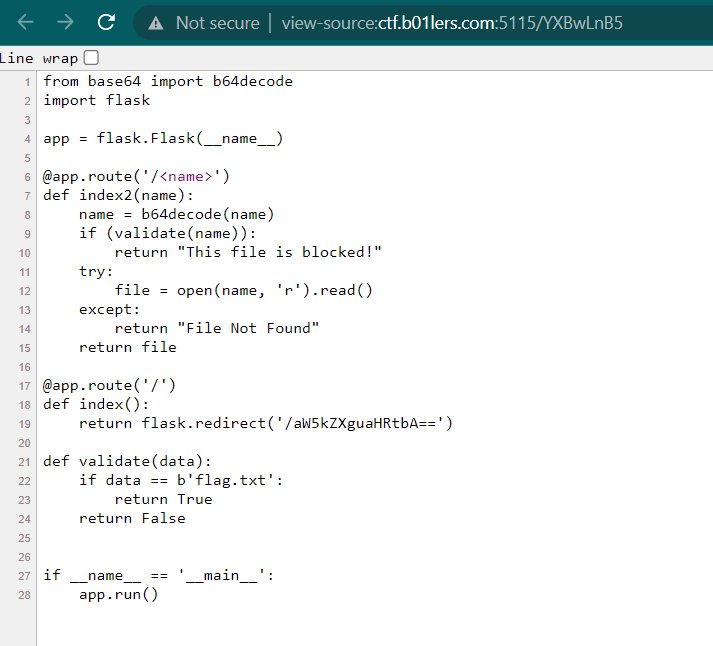 Not secure | view-source:ctf.b01lers.com:5115/YXBwLnB5
Line wrap
1 from base64 import b64decode
2 import flask
3
4 app = flask.Flask(__name__)
5
6 @app.route('/<name>')
7 def index2(name):
8     name = b64decode(name)
9     if (validate(name)):
10         return "This file is blocked!"
11     try:
12         file = open(name, 'r').read()
13     except:
14         return "File Not Found"
15     return file
16
17 @app.route('/')
18 def index():
19     return flask.redirect('/aW5kZXguaHRtbA==')
20
21 def validate(data):
22     if data == b'flag.txt':
23         return True
24     return False
25
26
27 if __name__ == '__main__':
28     app.run()